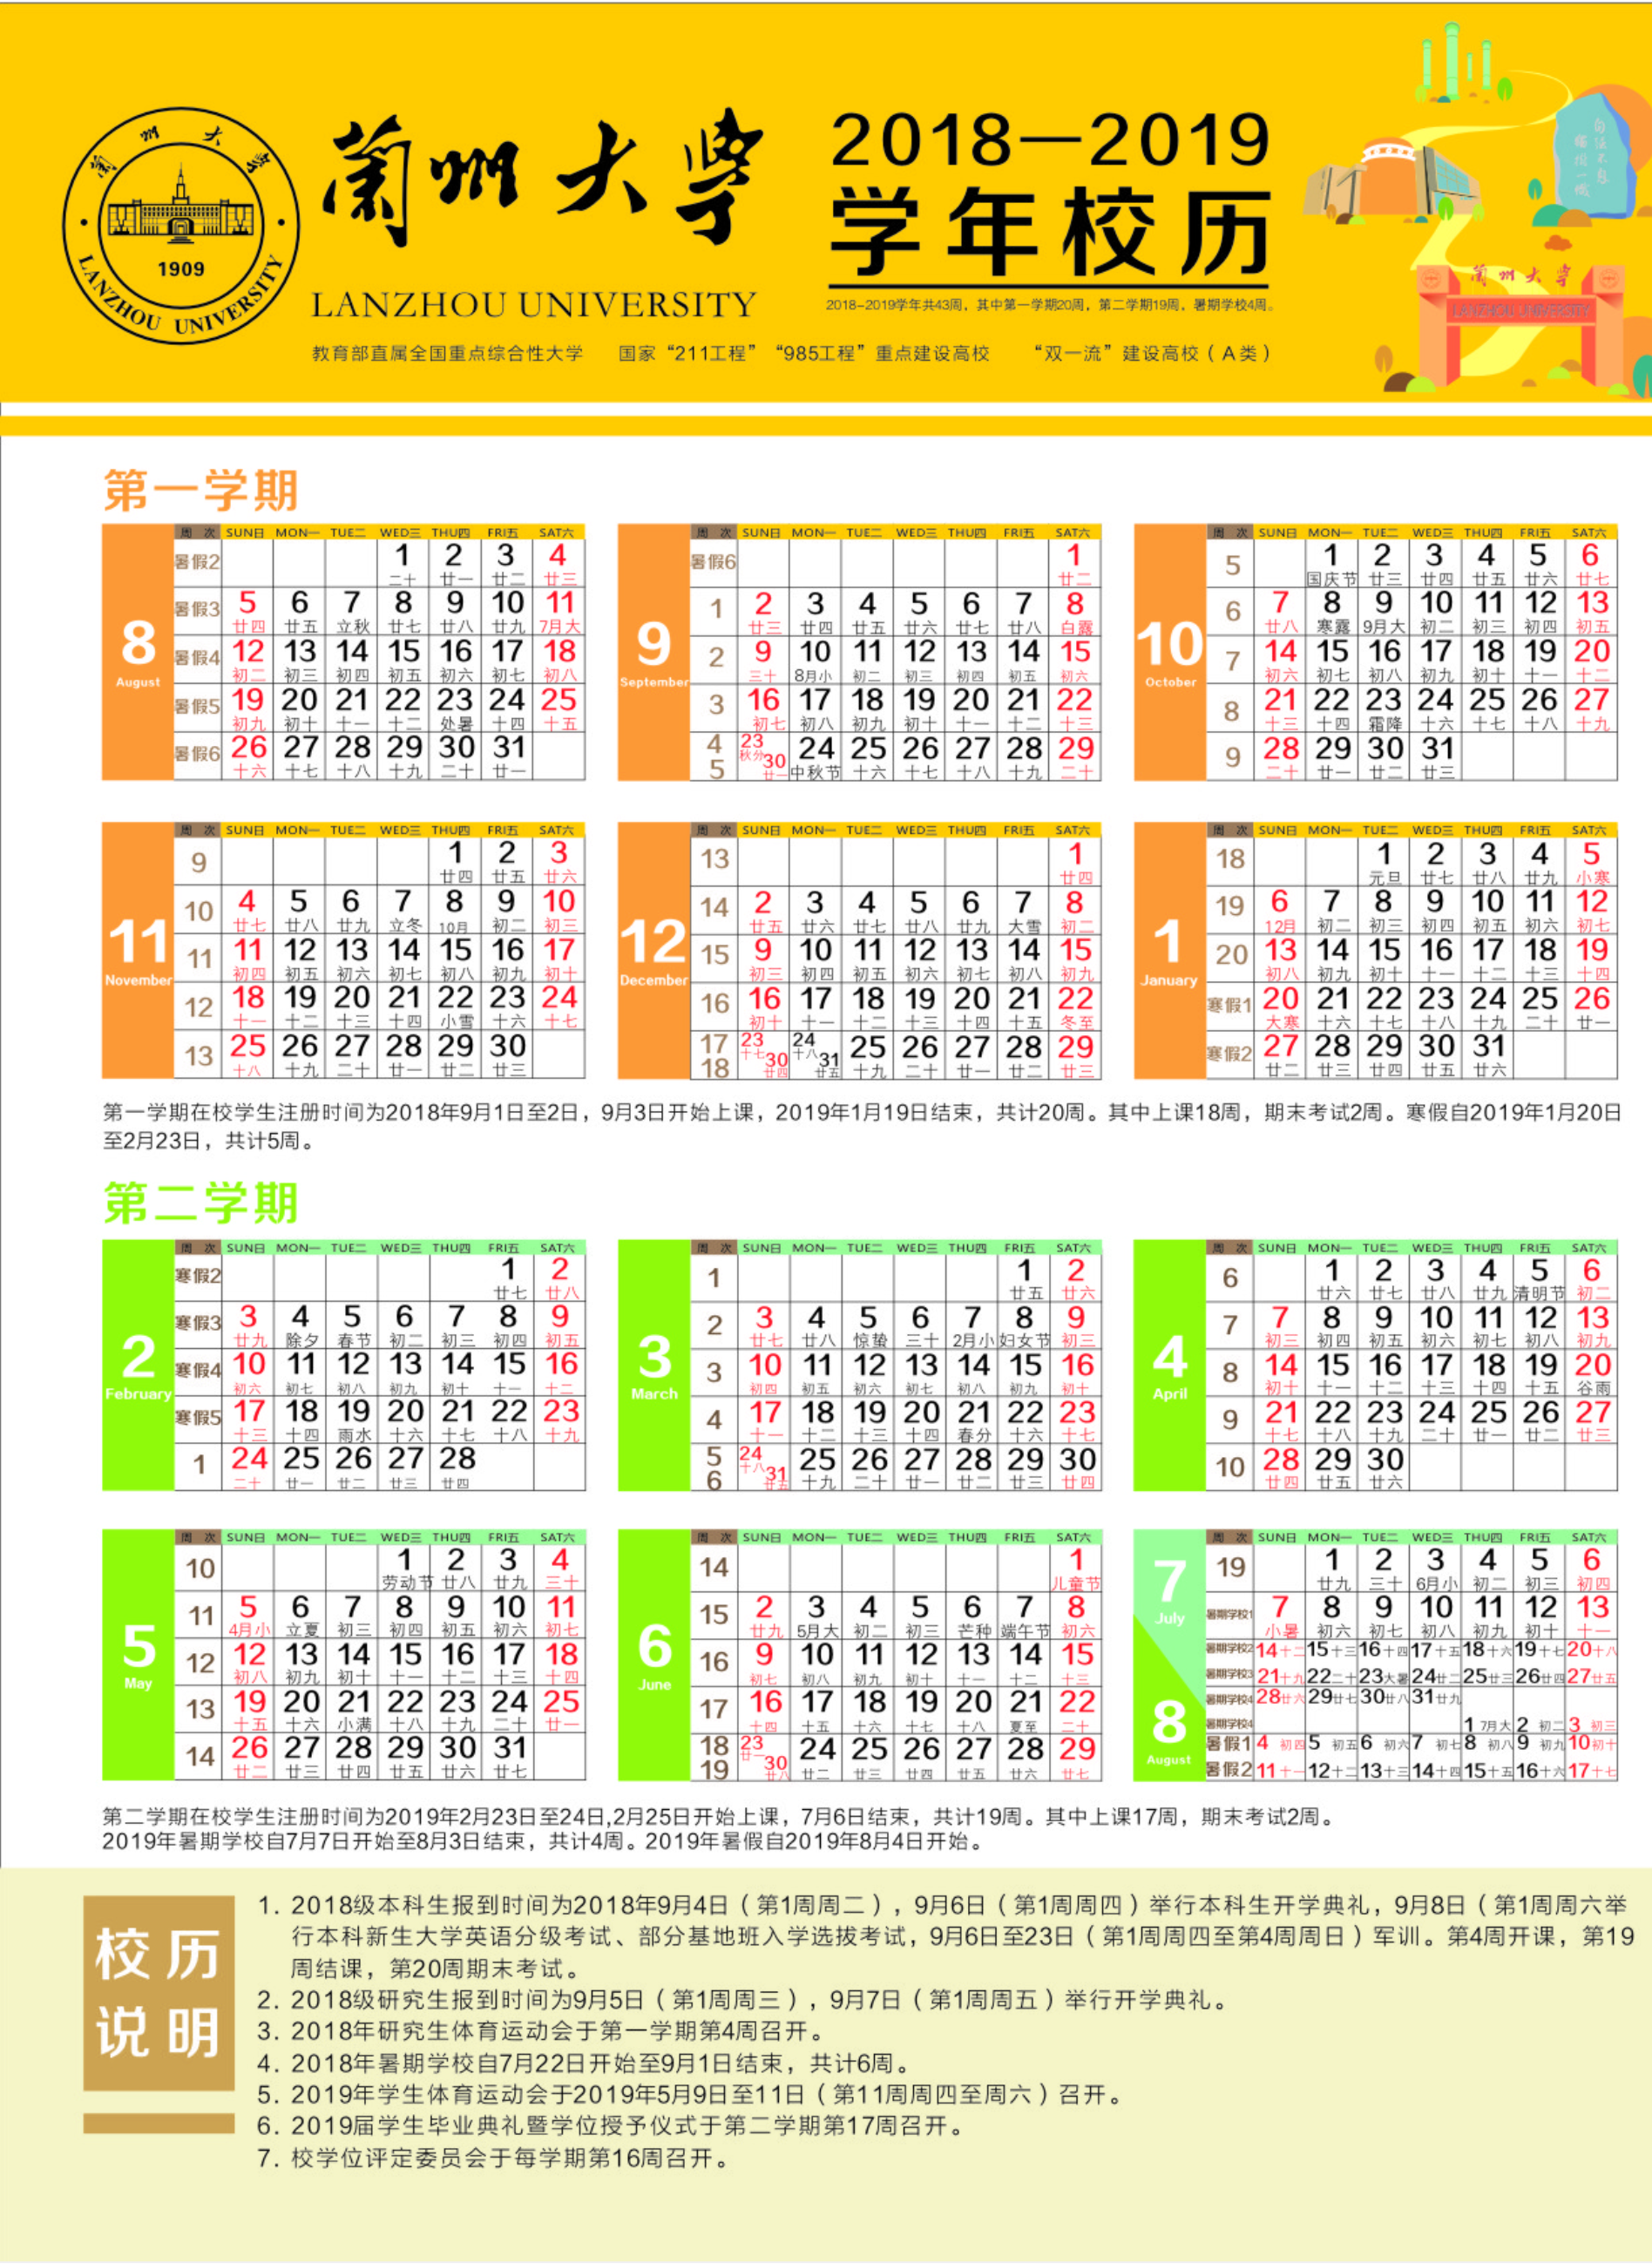 兰州大学
1909
LANZHOU UNIVERSITY
兰州大学
LANZHOU UNIVERSITY
2018—2019
学年校历
2018-2019学年共43周，其中第一学期20周，第二学期19周，暑期学校4周。
教育部直属全国重点综合性大学 国家“211工程”“985工程”重点建设高校 “双一流”建设高校（A类）
自强不息
独树一帜
兰州大学
LANZHOU UNIVERSITY
第一学期
8
August
周次 SUN日 MON一 TUE二 WED三 THU四 FRI五 SAT六
暑假2 1 2 3 4
二十 廿一 廿二 廿三
暑假3 5 6 7 8 9 10 11
廿四 廿五 立秋 廿七 廿八 廿九 7月大
暑假4 12 13 14 15 16 17 18
初二 初三 初四 初五 初六 初七 初八
暑假5 19 20 21 22 23 24 25
初九 初十 十一 十二 处暑 十四 十五
暑假6 26 27 28 29 30 31
十六 十七 十八 十九 二十 廿一
9
September
周次 SUN日 MON一 TUE二 WED三 THU四 FRI五 SAT六
暑假6 1
廿二
1 2 3 4 5 6 7 8
廿三 廿四 廿五 廿六 廿七 廿八 白露
2 9 10 11 12 13 14 15
三十 8月小 初二 初三 初四 初五 初六
3 16 17 18 19 20 21 22
初七 初八 初九 初十 十一 十二 十三
4 5 23 30 24 25 26 27 28 29
秋分 廿一 中秋节 十六 十七 十八 十九 二十
10
October
周次 SUN日 MON一 TUE二 WED三 THU四 FRI五 SAT六
5 1 2 3 4 5 6
国庆节 廿三 廿四 廿五 廿六 廿七
6 7 8 9 10 11 12 13
廿八 寒露 9月大 初二 初三 初四 初五
7 14 15 16 17 18 19 20
初六 初七 初八 初九 初十 十一 十二
8 21 22 23 24 25 26 27
十三 十四 霜降 十六 十七 十八 十九
9 28 29 30 31
二十 廿一 廿二 廿三
11
November
周次 SUN日 MON一 TUE二 WED三 THU四 FRI五 SAT六
9 1 2 3
廿四 廿五 廿六
10 4 5 6 7 8 9 10
廿七 廿八 廿九 立冬 10月 初二 初三
11 11 12 13 14 15 16 17
初四 初五 初六 初七 初八 初九 初十
12 18 19 20 21 22 23 24
十一 十二 十三 十四 小雪 十六 十七
13 25 26 27 28 29 30
十八 十九 二十 廿一 廿二 廿三
12
December
周次 SUN日 MON一 TUE二 WED三 THU四 FRI五 SAT六
13 1
廿四
14 2 3 4 5 6 7 8
廿五 廿六 廿七 廿八 廿九 大雪 初二
15 9 10 11 12 13 14 15
初三 初四 初五 初六 初七 初八 初九
16 16 17 18 19 20 21 22
初十 十一 十二 十三 十四 十五 冬至
17 18 23 30 24 31 25 26 27 28 29
十七 廿四 十八 廿五 十九 二十 廿一 廿二 廿三
1
January
周次 SUN日 MON一 TUE二 WED三 THU四 FRI五 SAT六
18 1 2 3 4 5
元旦 廿七 廿八 廿九 小寒
19 6 7 8 9 10 11 12
12月 初二 初三 初四 初五 初六 初七
20 13 14 15 16 17 18 19
初八 初九 初十 十一 十二 十三 十四
寒假1 20 21 22 23 24 25 26
大寒 十六 十七 十八 十九 二十 廿一
寒假2 27 28 29 30 31
廿二 廿三 廿四 廿五 廿六
第一学期在校学生注册时间为2018年9月1日至2日，9月3日开始上课，2019年1月19日结束，共计20周。其中上课18周，期末考试2周。寒假自2019年1月20日
至2月23日，共计5周。
第二学期
2
February
周次 SUN日 MON一 TUE二 WED三 THU四 FRI五 SAT六
寒假2 1 2
廿七 廿八
寒假3 3 4 5 6 7 8 9
廿九 除夕 春节 初二 初三 初四 初五
寒假4 10 11 12 13 14 15 16
初六 初七 初八 初九 初十 十一 十二
寒假5 17 18 19 20 21 22 23
十三 十四 雨水 十六 十七 十八 十九
1 24 25 26 27 28
二十 廿一 廿二 廿三 廿四
3
March
周次 SUN日 MON一 TUE二 WED三 THU四 FRI五 SAT六
1 1 2
廿五 廿六
2 3 4 5 6 7 8 9
廿七 廿八 惊蛰 三十 2月小 妇女节 初三
3 10 11 12 13 14 15 16
初四 初五 初六 初七 初八 初九 初十
4 17 18 19 20 21 22 23
十一 十二 十三 十四 春分 十六 十七
5 6 24 31 25 26 27 28 29 30
十八 廿五 十九 二十 廿一 廿二 廿三 廿四
4
April
周次 SUN日 MON一 TUE二 WED三 THU四 FRI五 SAT六
6 1 2 3 4 5 6
廿六 廿七 廿八 廿九 清明节 初二
7 7 8 9 10 11 12 13
初三 初四 初五 初六 初七 初八 初九
8 14 15 16 17 18 19 20
初十 十一 十二 十三 十四 十五 谷雨
9 21 22 23 24 25 26 27
十七 十八 十九 二十 廿一 廿二 廿三
10 28 29 30
廿四 廿五 廿六
5
May
周次 SUN日 MON一 TUE二 WED三 THU四 FRI五 SAT六
10 1 2 3 4
劳动节 廿八 廿九 三十
11 5 6 7 8 9 10 11
4月小 立夏 初三 初四 初五 初六 初七
12 12 13 14 15 16 17 18
初八 初九 初十 十一 十二 十三 十四
13 19 20 21 22 23 24 25
十五 十六 小满 十八 十九 二十 廿一
14 26 27 28 29 30 31
廿二 廿三 廿四 廿五 廿六 廿七
6
June
周次 SUN日 MON一 TUE二 WED三 THU四 FRI五 SAT六
14 1
儿童节
15 2 3 4 5 6 7 8
廿九 5月大 初二 初三 芒种 端午节 初六
16 9 10 11 12 13 14 15
初七 初八 初九 初十 十一 十二 十三
17 16 17 18 19 20 21 22
十四 十五 十六 十七 十八 夏至 二十
18 19 23 30 24 25 26 27 28 29
廿一 廿八 廿二 廿三 廿四 廿五 廿六 廿七
7
July
8
August
周次 SUN日 MON一 TUE二 WED三 THU四 FRI五 SAT六
19 1 2 3 4 5 6
廿九 三十 6月小 初二 初三 初四
暑期学校1 7 8 9 10 11 12 13
小暑 初六 初七 初八 初九 初十 十一
暑期学校2 14十二 15十三 16十四 17十五 18十六 19十七 20十八
暑期学校3 21十九 22二十 23大暑 24廿二 25廿三 26廿四 27廿五
暑期学校4 28廿六 29廿七 30廿八 31廿九
暑期学校4 1 7月大 2 初二 3 初三
暑假1 4 初四 5 初五 6 初六 7 初七 8 初八 9 初九 10初十
暑假2 11十一 12十二 13十三 14十四 15十五 16十六 17十七
第二学期在校学生注册时间为2019年2月23日至24日,2月25日开始上课，7月6日结束，共计19周。其中上课17周，期末考试2周。
2019年暑期学校自7月7日开始至8月3日结束，共计4周。2019年暑假自2019年8月4日开始。
校历
说明
1. 2018级本科生报到时间为2018年9月4日（第1周周二），9月6日（第1周周四）举行本科生开学典礼，9月8日（第1周周六举
行本科新生大学英语分级考试、部分基地班入学选拔考试，9月6日至23日（第1周周四至第4周周日）军训。第4周开课，第19
周结课，第20周期末考试。
2. 2018级研究生报到时间为9月5日（第1周周三），9月7日（第1周周五）举行开学典礼。
3. 2018年研究生体育运动会于第一学期第4周召开。
4. 2018年暑期学校自7月22日开始至9月1日结束，共计6周。
5. 2019年学生体育运动会于2019年5月9日至11日（第11周周四至周六）召开。
6. 2019届学生毕业典礼暨学位授予仪式于第二学期第17周召开。
7. 校学位评定委员会于每学期第16周召开。